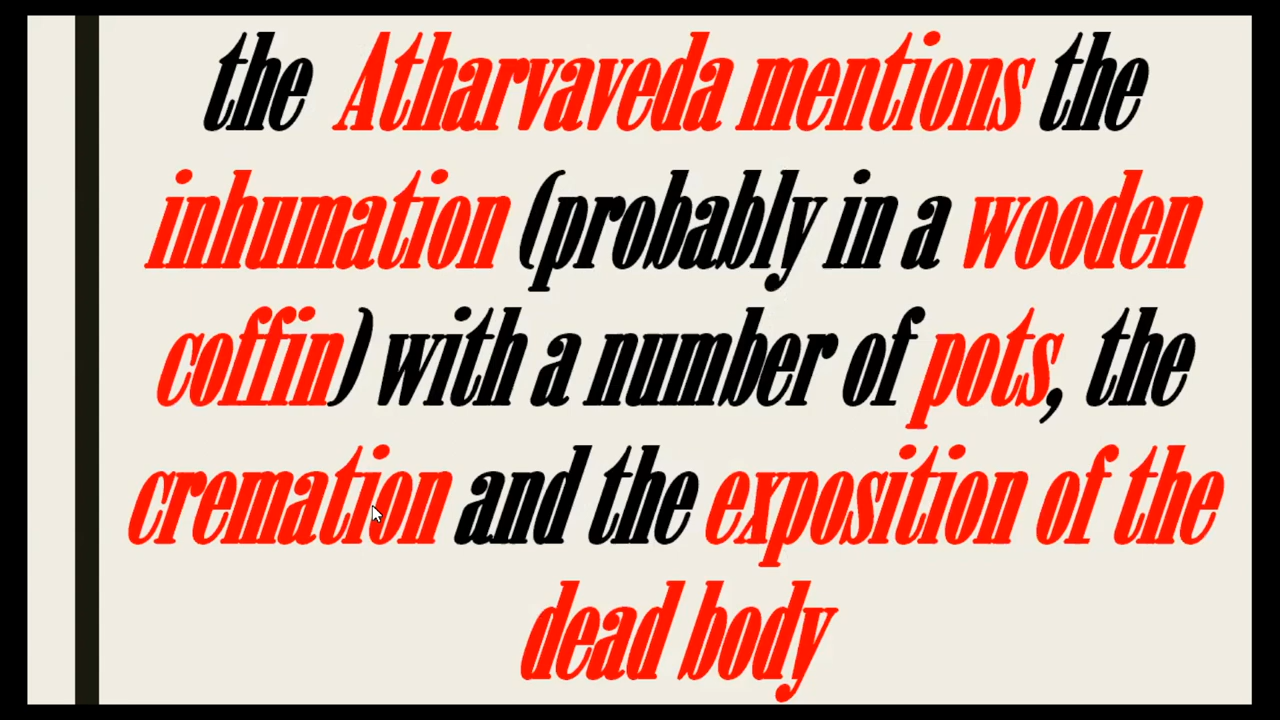 the Atharvaveda mentions the
inhumation (probably in a wooden
coffin) with a number of pots, the
cremation and the exposition of the
dead body